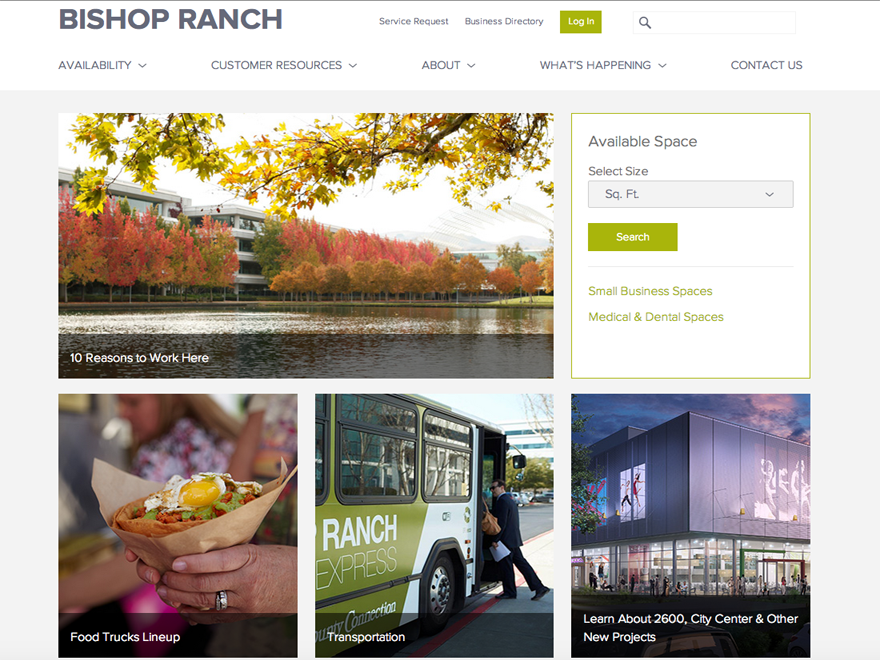 BISHOP RANCH
Service Request
Business Directory
Log In
AVAILABILITY
CUSTOMER RESOURCES
ABOUT
WHAT'S HAPPENING
CONTACT US
10 Reasons to Work Here
Available Space
Select Size
Sq. Ft.
Search
Small Business Spaces
Medical & Dental Spaces
Food Trucks Lineup
RANCH
EXPRESS
County Connection
Transportation
Learn About 2600, City Center & Other
New Projects